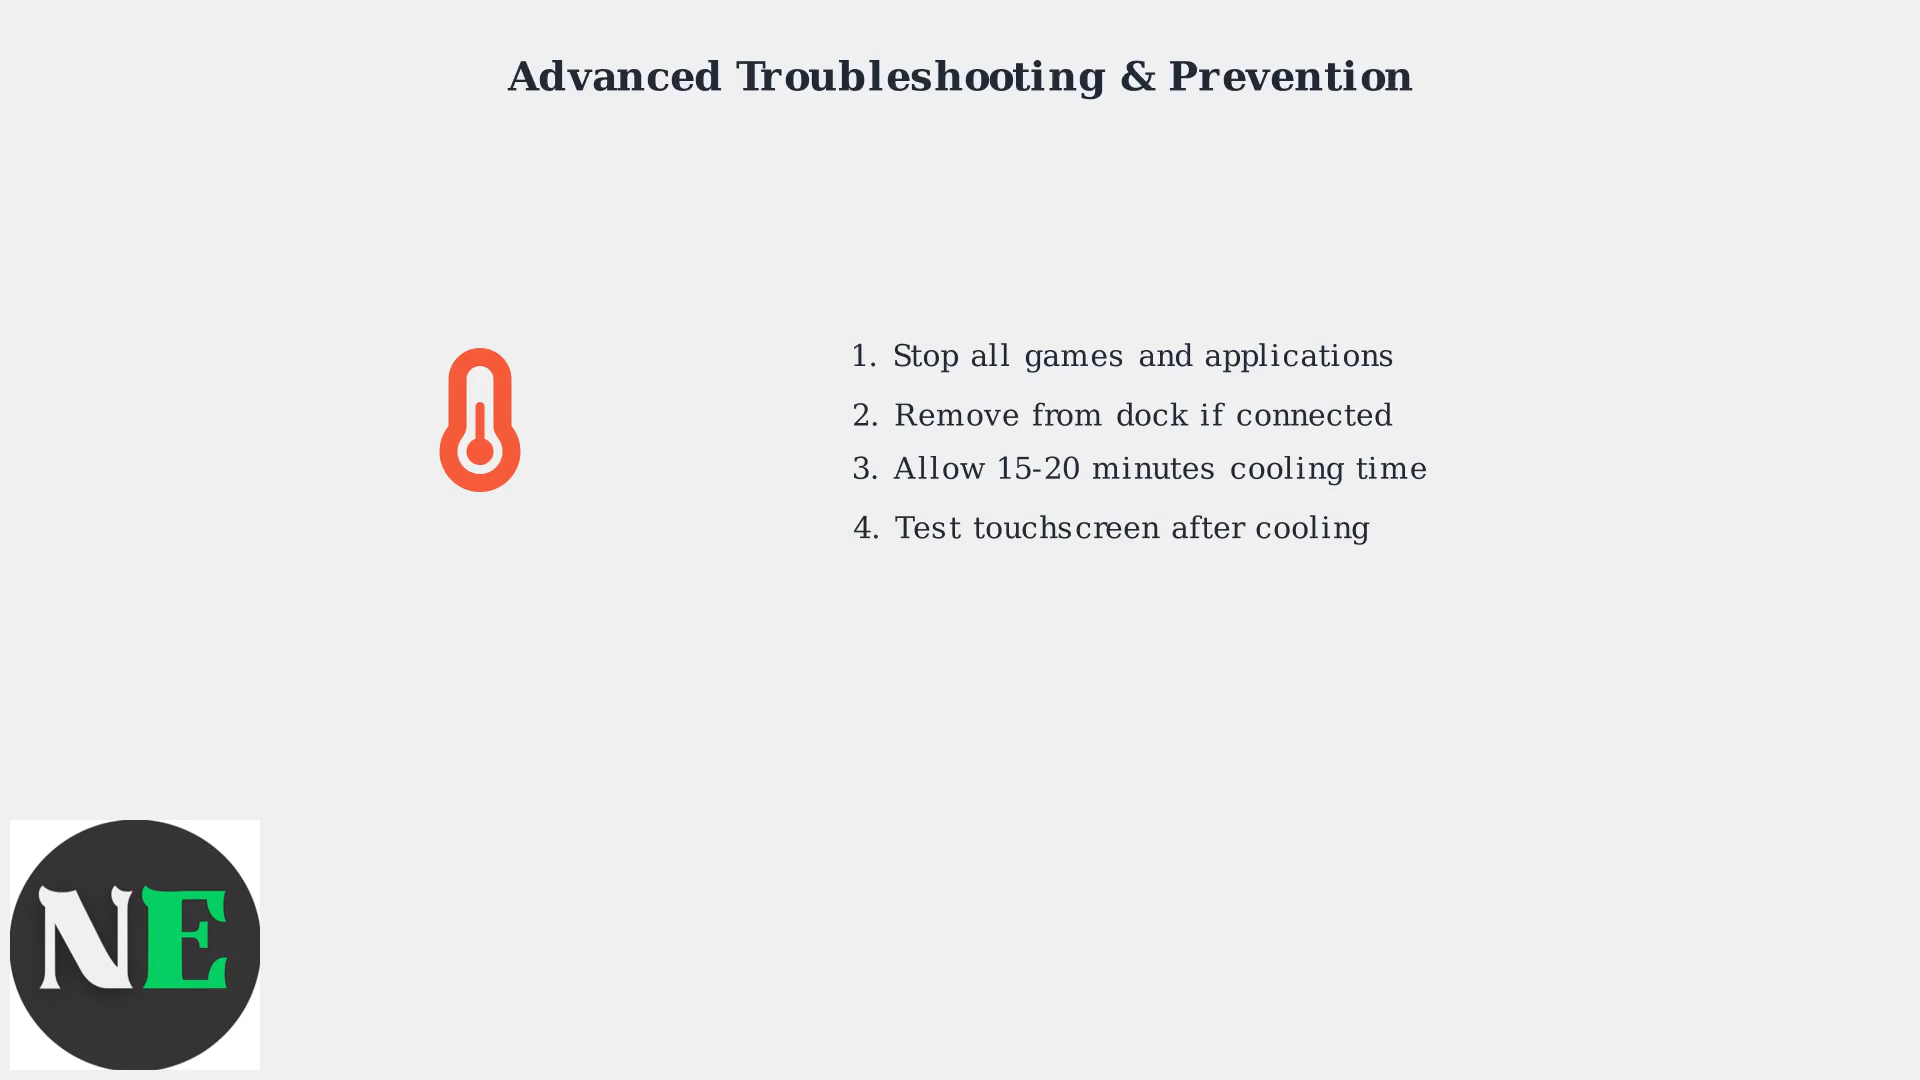 Advanced Troubleshooting & Prevention
1. Stop all games and applications
2. Remove from dock if connected
3. Allow 15-20 minutes cooling time
4. Test touchscreen after cooling
NE